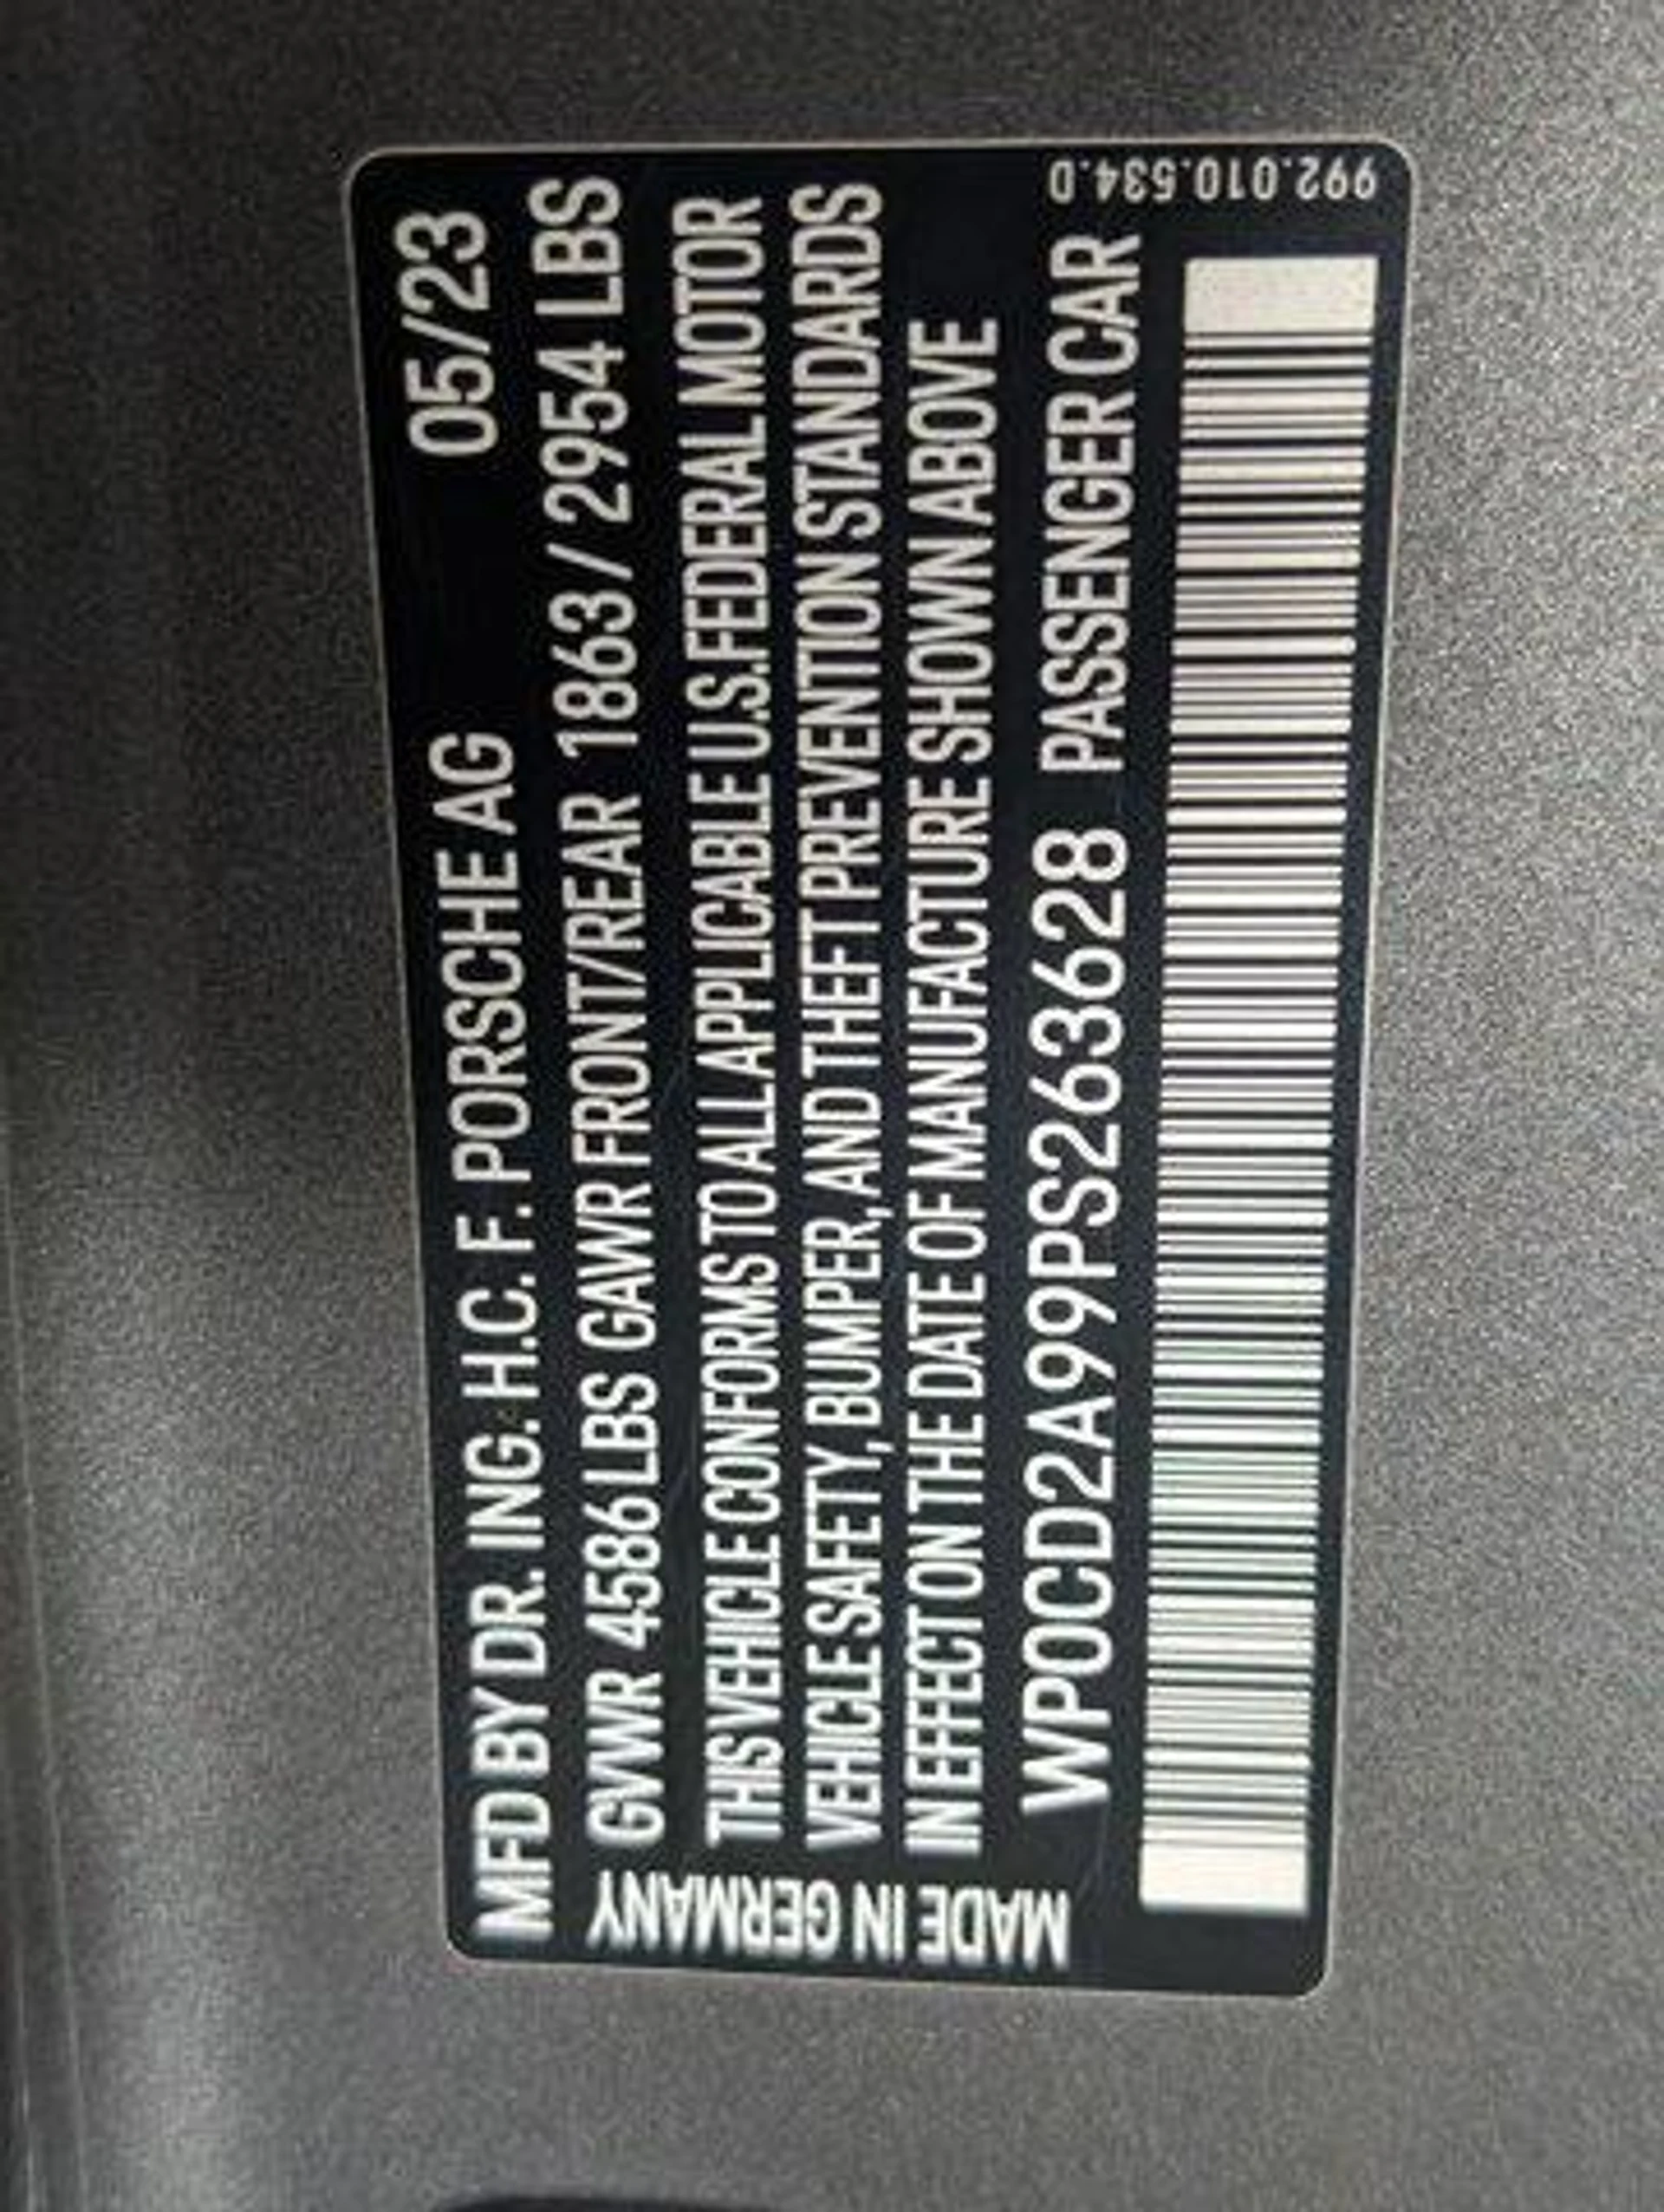 MFD BY DR. ING. H.C. F. PORSCHE AG 05/23
GVWR 4586 LBS GAWR FRONT/REAR 1863 / 2954 LBS
THIS VEHICLE CONFORMS TO ALL APPLICABLE U.S. FEDERAL MOTOR
VEHICLE SAFETY, BUMPER, AND THEFT PREVENTION STANDARDS
IN EFFECT ON THE DATE OF MANUFACTURE SHOWN ABOVE
WP0CD2A99PS263628 PASSENGER CAR
MADE IN GERMANY
992.010.534.D